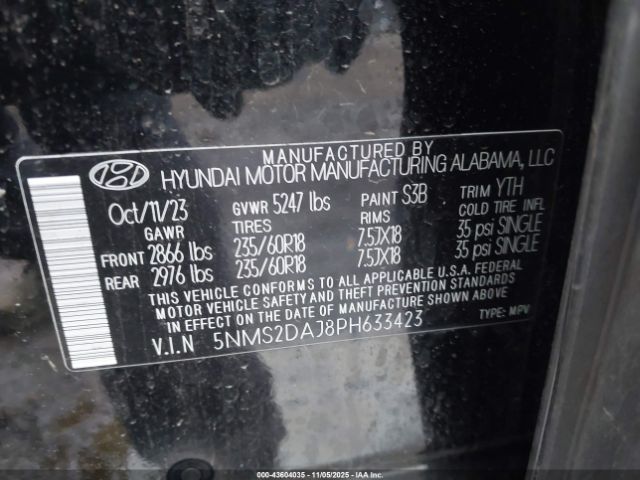 MANUFACTURED BY
HYUNDAI MOTOR MANUFACTURING ALABAMA, LLC
Oct/11/23 GVWR 5247 lbs PAINT S3B TRIM YTH
GAWR TIRES RIMS COLD TIRE INFL
FRONT 2866 lbs 235/60R18 7.5JX18 35 psi SINGLE
REAR 2976 lbs 235/60R18 7.5JX18 35 psi SINGLE
THIS VEHICLE CONFORMS TO ALL APPLICABLE U.S.A. FEDERAL
MOTOR VEHICLE SAFETY AND THEFT PREVENTION STANDARDS
IN EFFECT ON THE DATE OF MANUFACTURE SHOWN ABOVE.
V.I.N 5NMS2DAJ8PH633423 TYPE: MPV
000-43604035 - 11/05/2025 - IAAI.COM